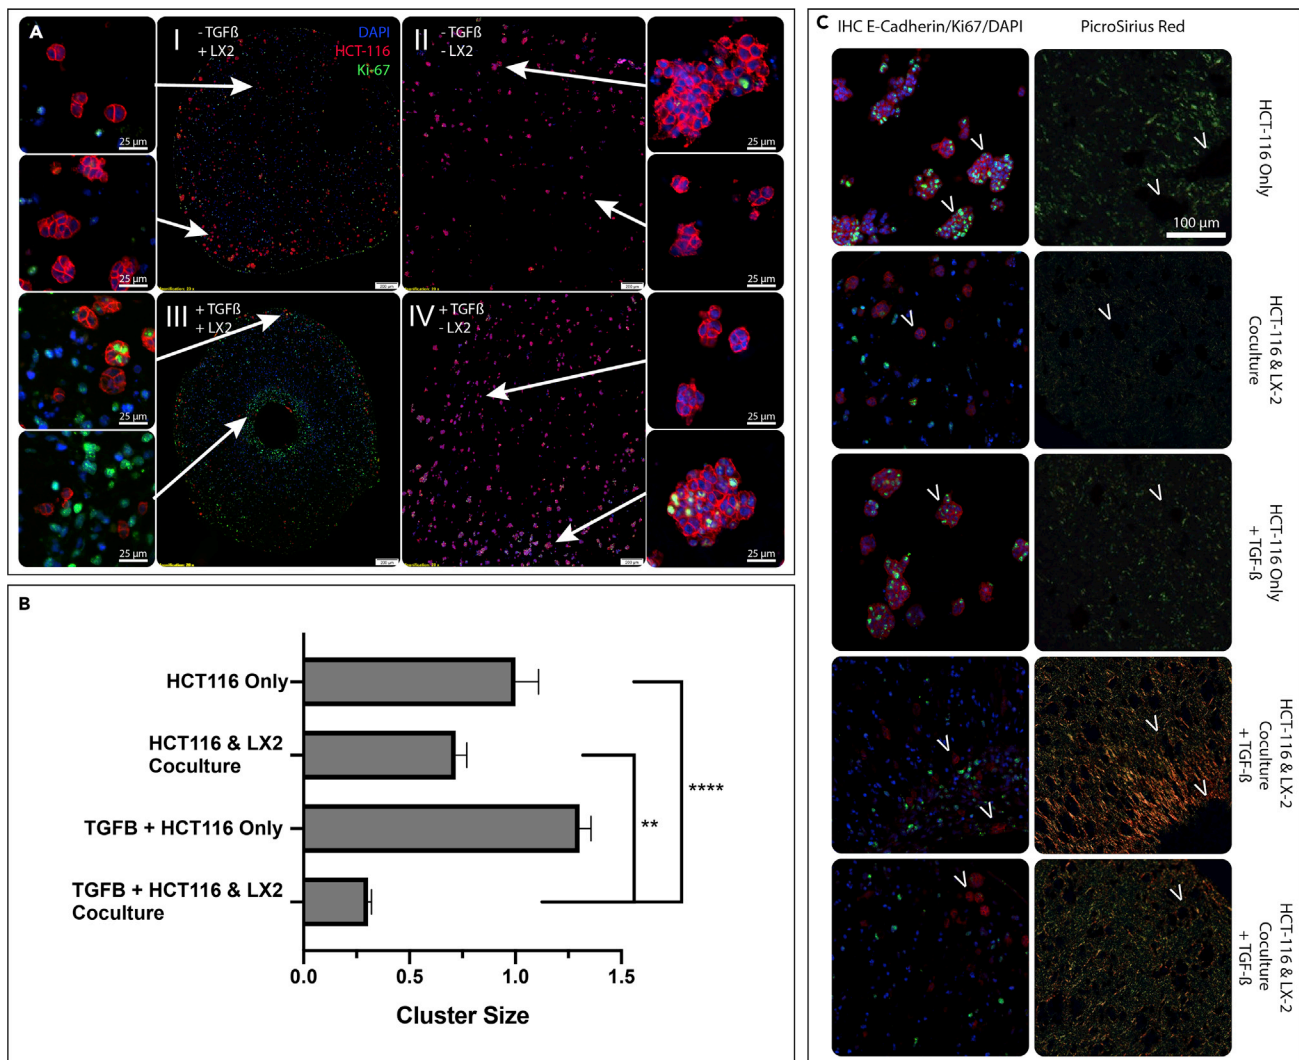 A
I
- TGFß
+ LX2
DAPI
HCT-116
Ki-67
II
- TGFß
- LX2
25 µm
25 µm
25 µm
25 µm
III
+ TGFß
+ LX2
IV
+ TGFß
- LX2
25 µm
25 µm
25 µm
25 µm
B
HCT116 Only
HCT116 & LX2
Coculture
TGFB + HCT116 Only
TGFB + HCT116 & LX2
Coculture
**
****
0.0
0.5
1.0
1.5
Cluster Size
C
IHC E-Cadherin/Ki67/DAPI
PicroSirius Red
HCT-116 Only
100 µm
HCT-116 & LX-2
Coculture
HCT-116 Only
+ TGF-ß
HCT-116 & LX-2
Coculture
+ TGF-ß
HCT-116 & LX-2
Coculture
+ TGF-ß